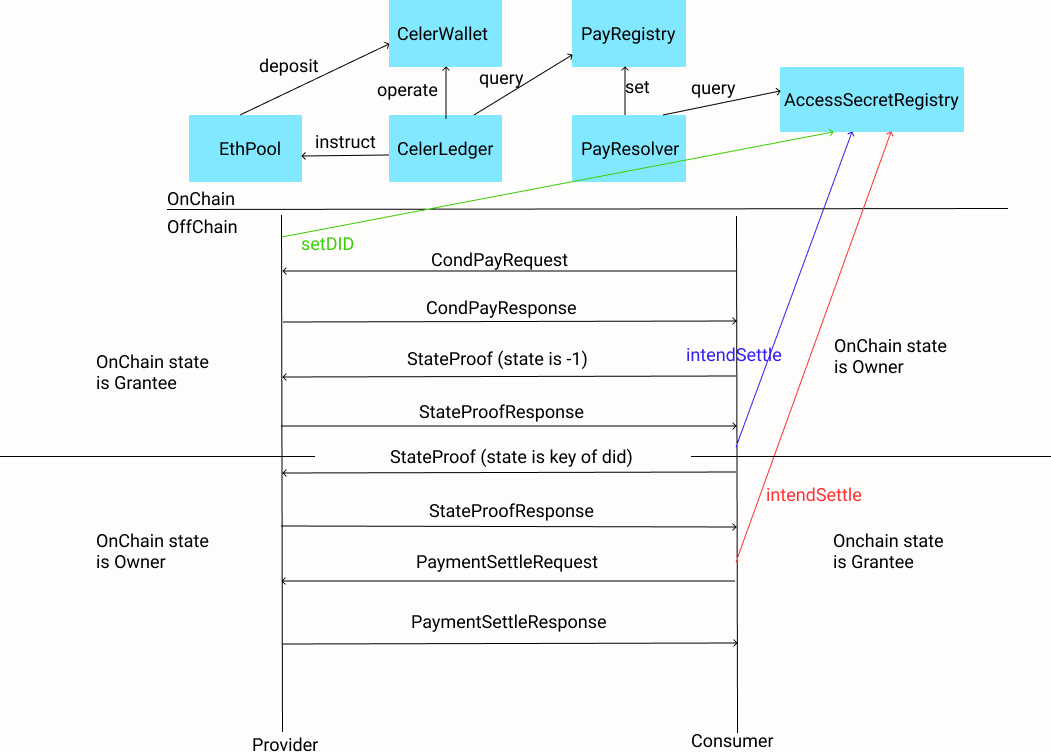 CelerWallet
PayRegistry
deposit
operate
query
set
query
AccessSecretRegistry
EthPool
instruct
CelerLedger
PayResolver
OnChain
OffChain
setDID
CondPayRequest
CondPayResponse
StateProof (state is -1)
intendSettle
OnChain state
is Owner
OnChain state
is Grantee
StateProofResponse
StateProof (state is key of did)
intendSettle
StateProofResponse
OnChain state
is Owner
Onchain state
is Grantee
PaymentSettleRequest
PaymentSettleResponse
Provider
Consumer